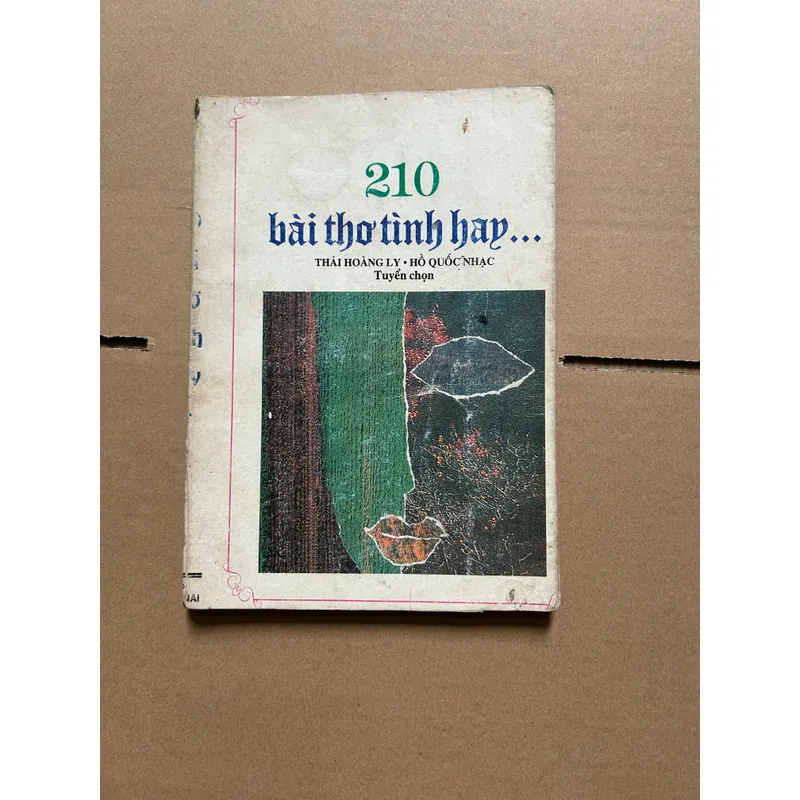 210
bài thơ tình hay...
THÁI HOÀNG LY • HỒ QUỐC NHẠC
Tuyển chọn